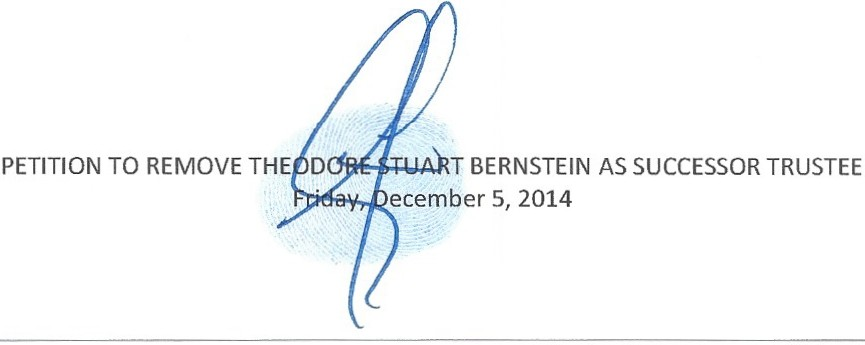 PETITION TO REMOVE THEODORE STUART BERNSTEIN AS SUCCESSOR TRUSTEE
Friday, December 5, 2014